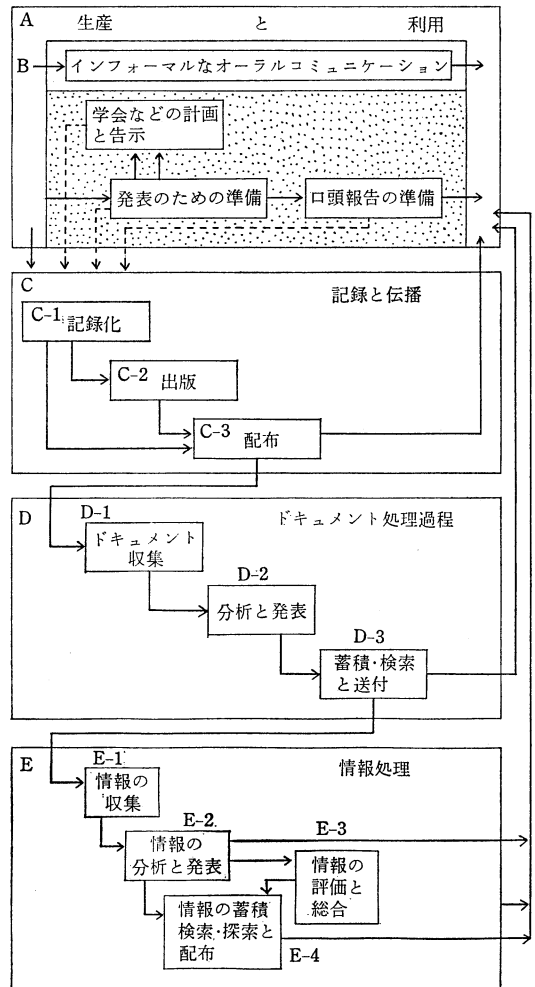 A 生産 と 利用
B インフォーマルなオーラルコミュニケーション
学会などの計画
と告示
発表のための準備
口頭報告の準備
C 記録と伝播
C-1 記録化
C-2 出版
C-3 配布
D ドキュメント処理過程
D-1
ドキュメント
収集
D-2
分析と発表
D-3
蓄積・検索
と送付
E 情報処理
E-1
情報の
収集
E-2
情報の
分析と発表
E-3
情報の
評価と
総合
情報の蓄積
検索・探索と
配布
E-4